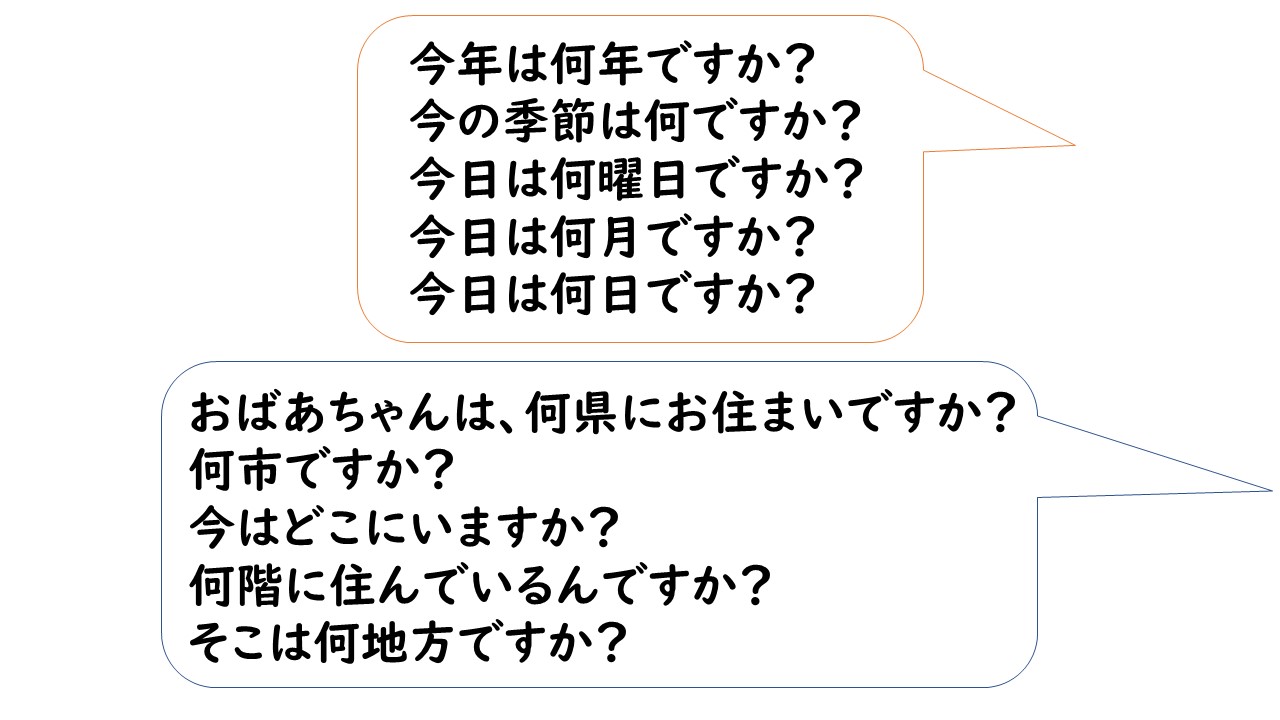 今年は何年ですか？
今の季節は何ですか？
今日は何曜日ですか？
今日は何月ですか？
今日は何日ですか？
おばあちゃんは、何県にお住まいですか？
何市ですか？
今はどこにいますか？
何階に住んでいるんですか？
そこは何地方ですか？